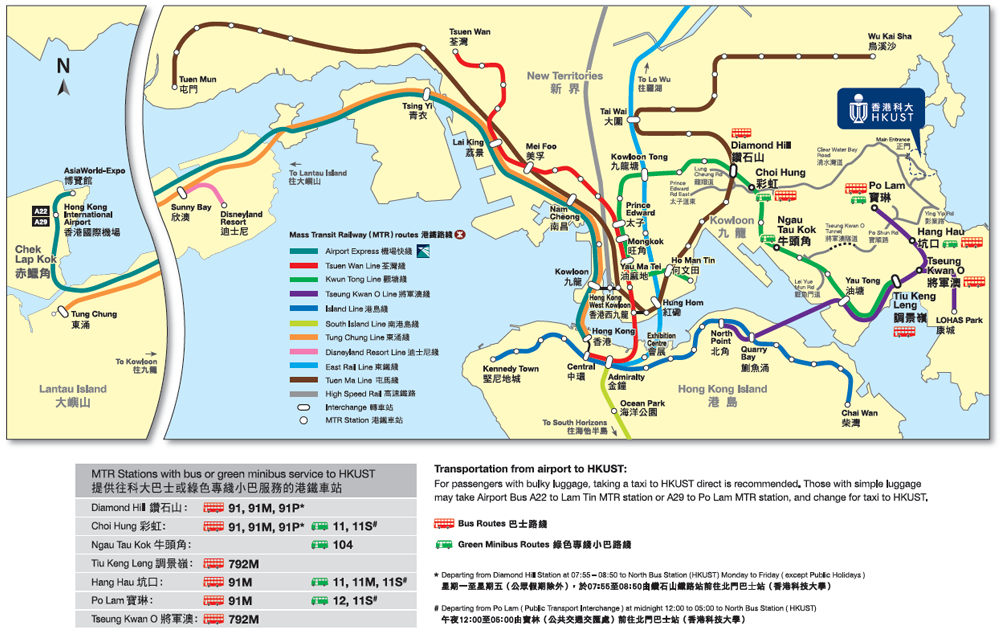 Tuen Mun
屯門
Tsuen Wan
荃灣
Wu Kai Sha
烏溪沙
N
New Territories
新界
To Lo Wu
往羅湖
Tsing Yi
青衣
Tai Wai
大圍
香港科大
HKUST
Lai King
荔景
Mei Foo
美孚
Kowloon Tong
九龍塘
Diamond Hill
鑽石山
Clear Water Bay
Road
清水灣道
Main Entrance
正門
Lung
Cheung Rd
龍翔道
Choi Hung
彩虹
Prince
Edward
Rd East
太子道東
AsiaWorld-Expo
博覽館
To Lantau Island
往大嶼山
Po Lam
寶琳
A22
A29
Hong Kong
International
Airport
香港國際機場
Sunny Bay
欣澳
Disneyland
Resort
迪士尼
Nam
Cheong
南昌
Prince
Edward
太子
Kowloon
九龍
Ngau
Tau Kok
牛頭角
Ying Yip Rd
影業路
Tseung Kwan O
Tunnel
將軍澳隧道
Po Shun Rd
寶順路
Hang Hau
坑口
Chek
Lap Kok
赤鱲角
Mongkok
旺角
Yau Ma Tei
油麻地
Ho Man Tin
何文田
Tseung
Kwan O
將軍澳
Kowloon
九龍
Lei Yue
Mun Rd
鯉魚門道
Yau Tong
油塘
Tiu Keng
Leng
調景嶺
LOHAS Park
康城
Hong Kong
West Kowloon
香港西九龍
Hung Hom
紅磡
Tung Chung
東涌
Hong Kong
香港
Exhibition
Centre
會展
North
Point
北角
Quarry
Bay
鰂魚涌
To Kowloon
往九龍
Kennedy Town
堅尼地城
Central
中環
Admiralty
金鐘
Lantau Island
大嶼山
Hong Kong Island
港島
Ocean Park
海洋公園
Chai Wan
柴灣
To South Horizons
往海怡半島
Mass Transit Railway (MTR) routes 港鐵路綫
Airport Express 機場快綫
Tsuen Wan Line 荃灣綫
Kwun Tong Line 觀塘綫
Tseung Kwan O Line 將軍澳綫
Island Line 港島綫
South Island Line 南港島綫
Tung Chung Line 東涌綫
Disneyland Resort Line 迪士尼綫
East Rail Line 東鐵綫
Tuen Ma Line 屯馬綫
High Speed Rail 高速鐵路
Interchange 轉車站
MTR Station 港鐵車站
MTR Stations with bus or green minibus service to HKUST
提供往科大巴士或綠色專綫小巴服務的港鐵車站
Diamond Hill 鑽石山: 91, 91M, 91P*
Choi Hung 彩虹: 91, 91M, 91P* 11, 11S#
Ngau Tau Kok 牛頭角: 104
Tiu Keng Leng 調景嶺: 792M
Hang Hau 坑口: 91M 11, 11M, 11S#
Po Lam 寶琳: 91M 12, 11S#
Tseung Kwan O 將軍澳: 792M
Transportation from airport to HKUST:
For passengers with bulky luggage, taking a taxi to HKUST direct is recommended. Those with simple luggage
may take Airport Bus A22 to Lam Tin MTR station or A29 to Po Lam MTR station, and change for taxi to HKUST.
Bus Routes 巴士路綫
Green Minibus Routes 綠色專綫小巴路綫
* Departing from Diamond Hill Station at 07:55 – 08:50 to North Bus Station (HKUST) Monday to Friday ( except Public Holidays )
星期一至星期五（公眾假期除外），於07:55至08:50由鑽石山鐵路站前往北門巴士站（香港科技大學）
# Departing from Po Lam ( Public Transport Interchange ) at midnight 12:00 to 05:00 to North Bus Station ( HKUST)
午夜12:00至05:00由寶林（公共交通交匯處）前往北門巴士站（香港科技大學）